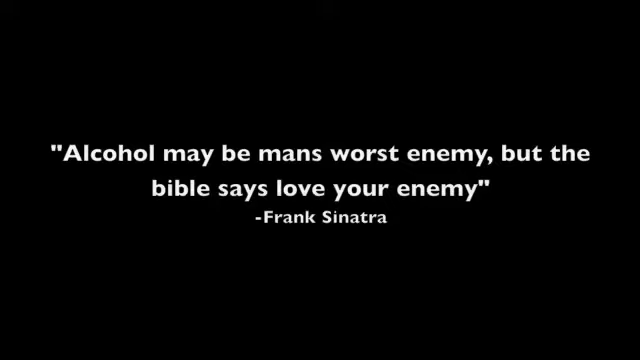 "Alcohol may be mans worst enemy, but the
bible says love your enemy"
-Frank Sinatra